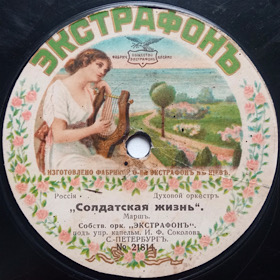 ЭКСТРАФОНЪ
ОБЩЕСТВО
ИЗГОТОВЛЕНО ФАБРИКОЙ О-ВА ЭКСТРАФОНЪ ВЪ КІЕВѢ.
Россія
Духовой оркестръ
„Солдатская жизнь“.
Маршъ.
Собств. орк. „ЭКСТРАФОНЪ“.
подъ упр. капельм. И. Ф. Соколова
С.-ПЕТЕРБУРГЪ.
№ 21814